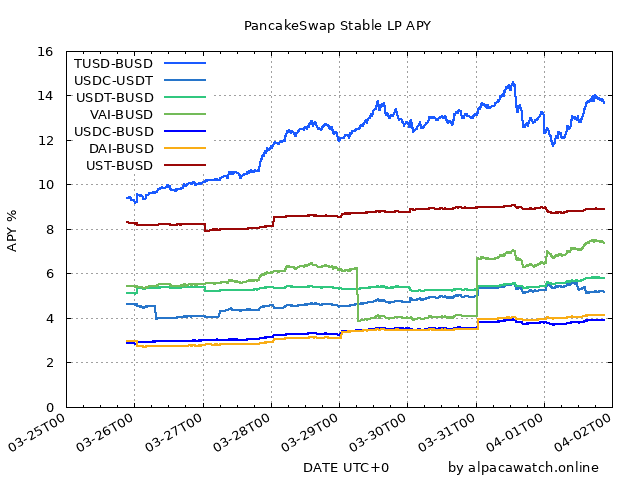 PancakeSwap Stable LP APY
16
14
12
10
8
6
4
2
0
APY %
TUSD-BUSD
USDC-USDT
USDT-BUSD
VAI-BUSD
USDC-BUSD
DAI-BUSD
UST-BUSD
03-25T00
03-26T00
03-27T00
03-28T00
03-29T00
03-30T00
03-31T00
04-01T00
04-02T00
DATE UTC+0
by alpacawatch.online